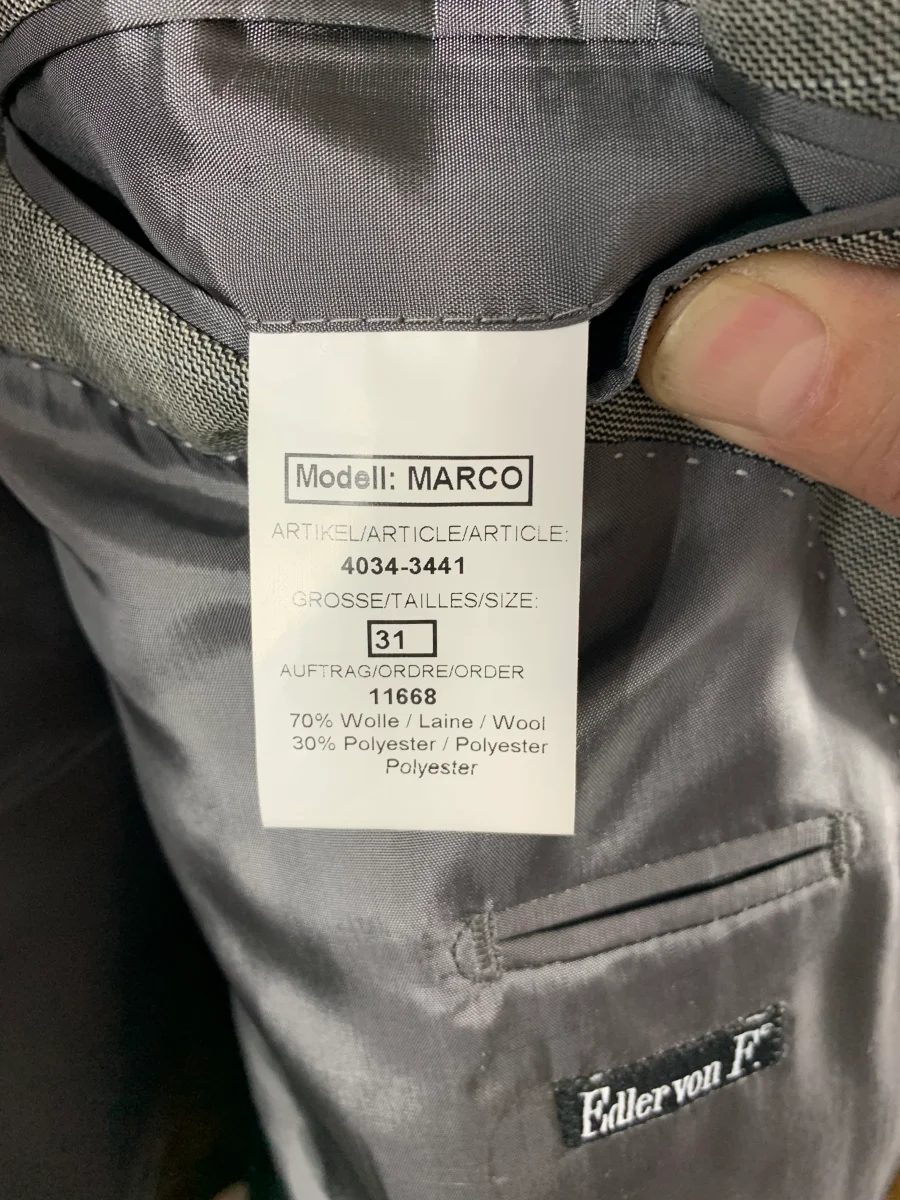 Modell: MARCO
ARTIKEL/ARTICLE/ARTICLE:
4034-3441
GROSSE/TAILLES/SIZE:
31
AUFTRAG/ORDRE/ORDER
11668
70% Wolle / Laine / Wool
30% Polyester / Polyester
Polyester
Edler von F.